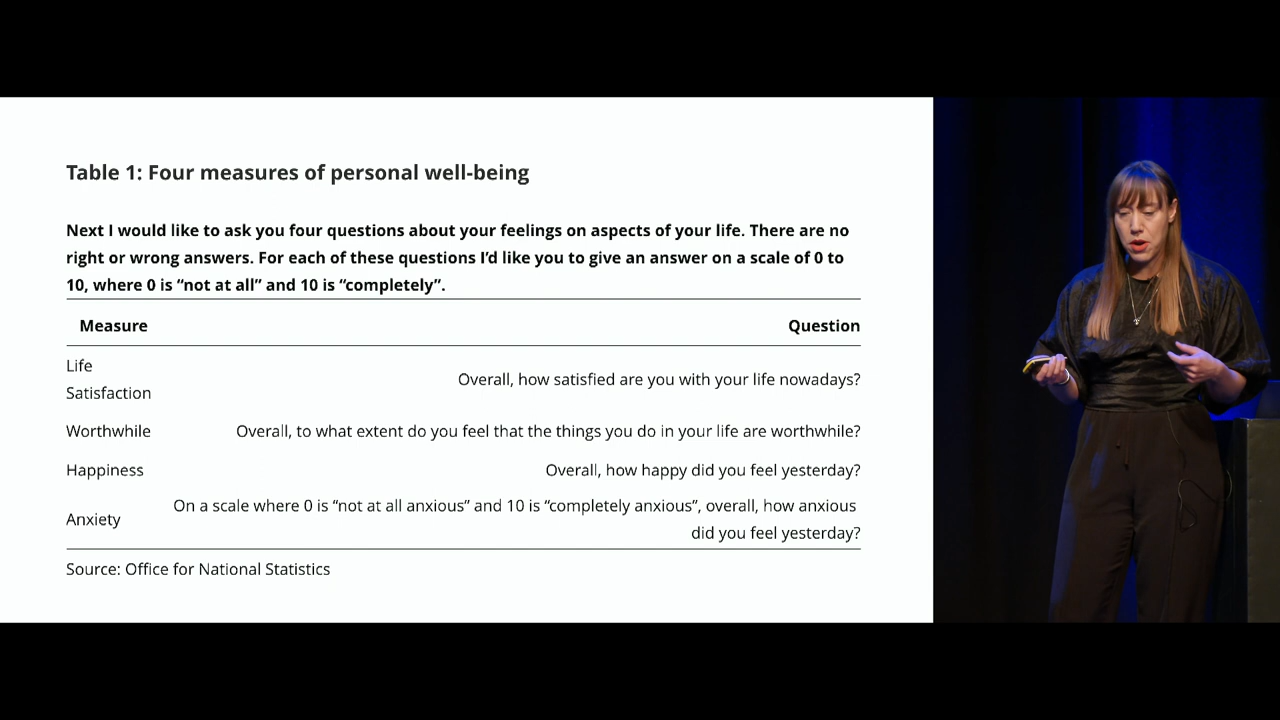 Table 1: Four measures of personal well-being
Next I would like to ask you four questions about your feelings on aspects of your life. There are no
right or wrong answers. For each of these questions I’d like you to give an answer on a scale of 0 to
10, where 0 is “not at all” and 10 is “completely”.
Measure Question
Life
Satisfaction
Overall, how satisfied are you with your life nowadays?
Worthwhile Overall, to what extent do you feel that the things you do in your life are worthwhile?
Happiness Overall, how happy did you feel yesterday?
Anxiety
On a scale where 0 is “not at all anxious” and 10 is “completely anxious”, overall, how anxious
did you feel yesterday?
Source: Office for National Statistics